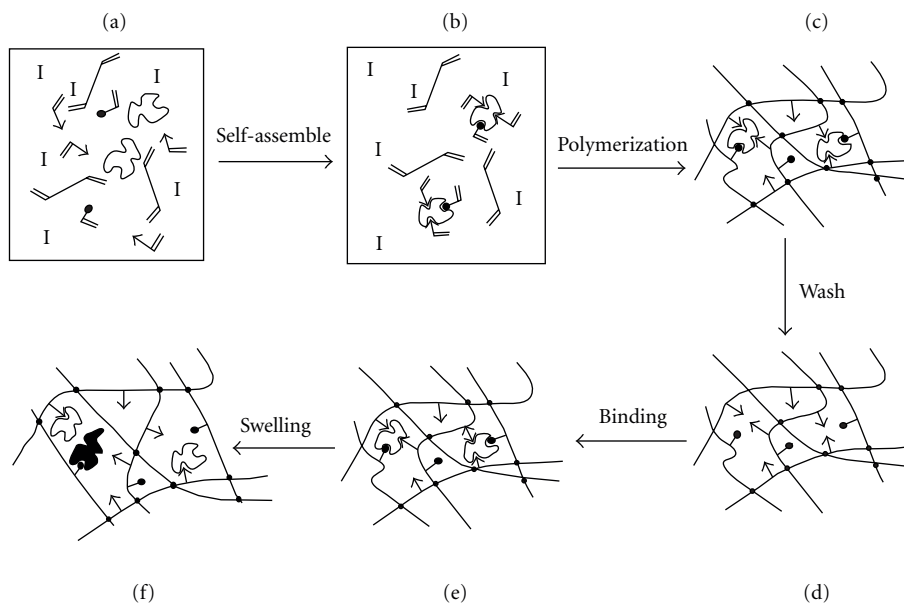 (a)
(b)
(c)
I
I
I
I
I
I
I
Self-assemble
I
I
I
I
I
I
Polymerization
Wash
Swelling
Binding
(f)
(e)
(d)